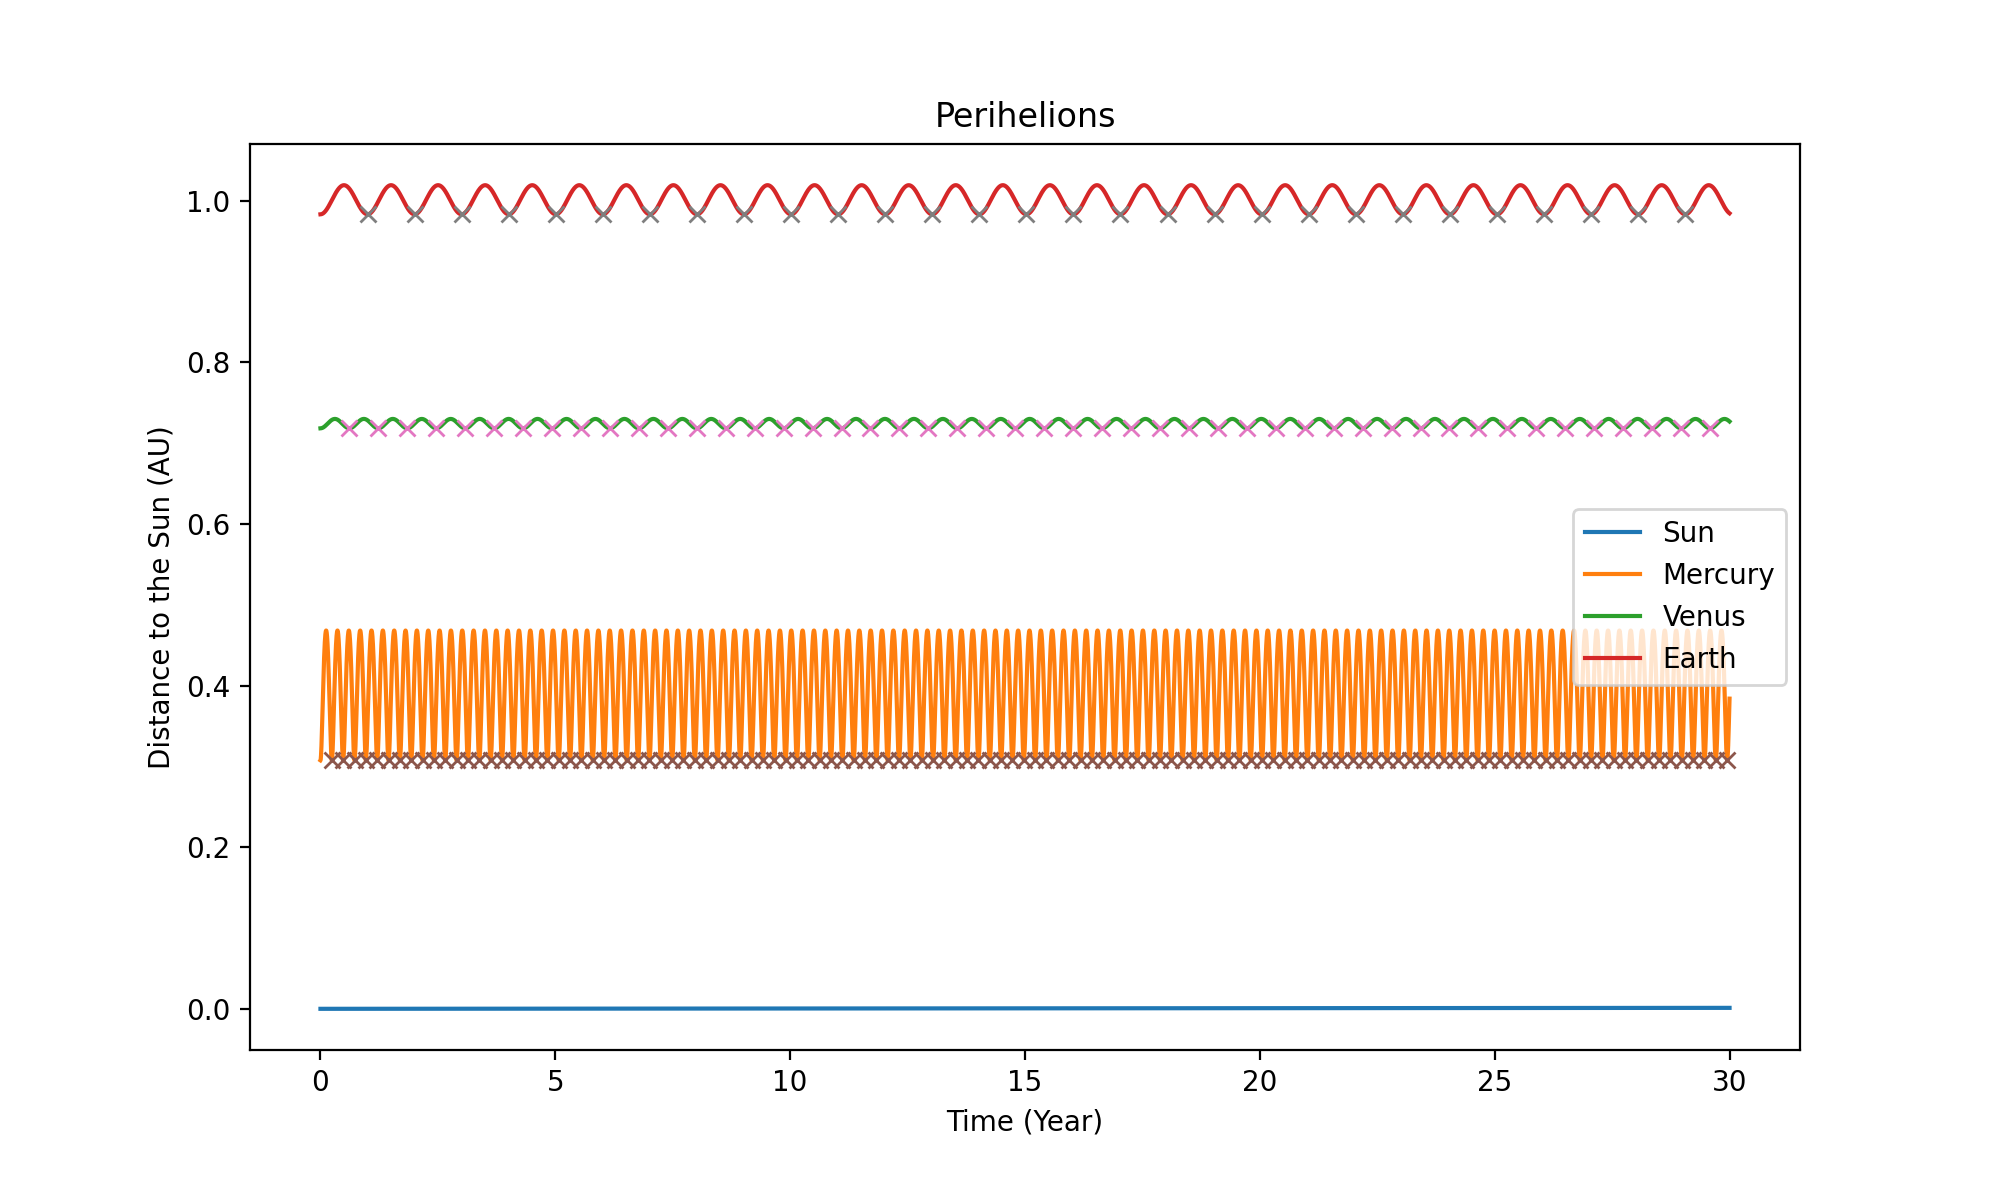 Perihelions
1.0
0.8
0.6
0.4
0.2
0.0
Distance to the Sun (AU)
Sun
Mercury
Venus
Earth
0 5 10 15 20 25 30
Time (Year)